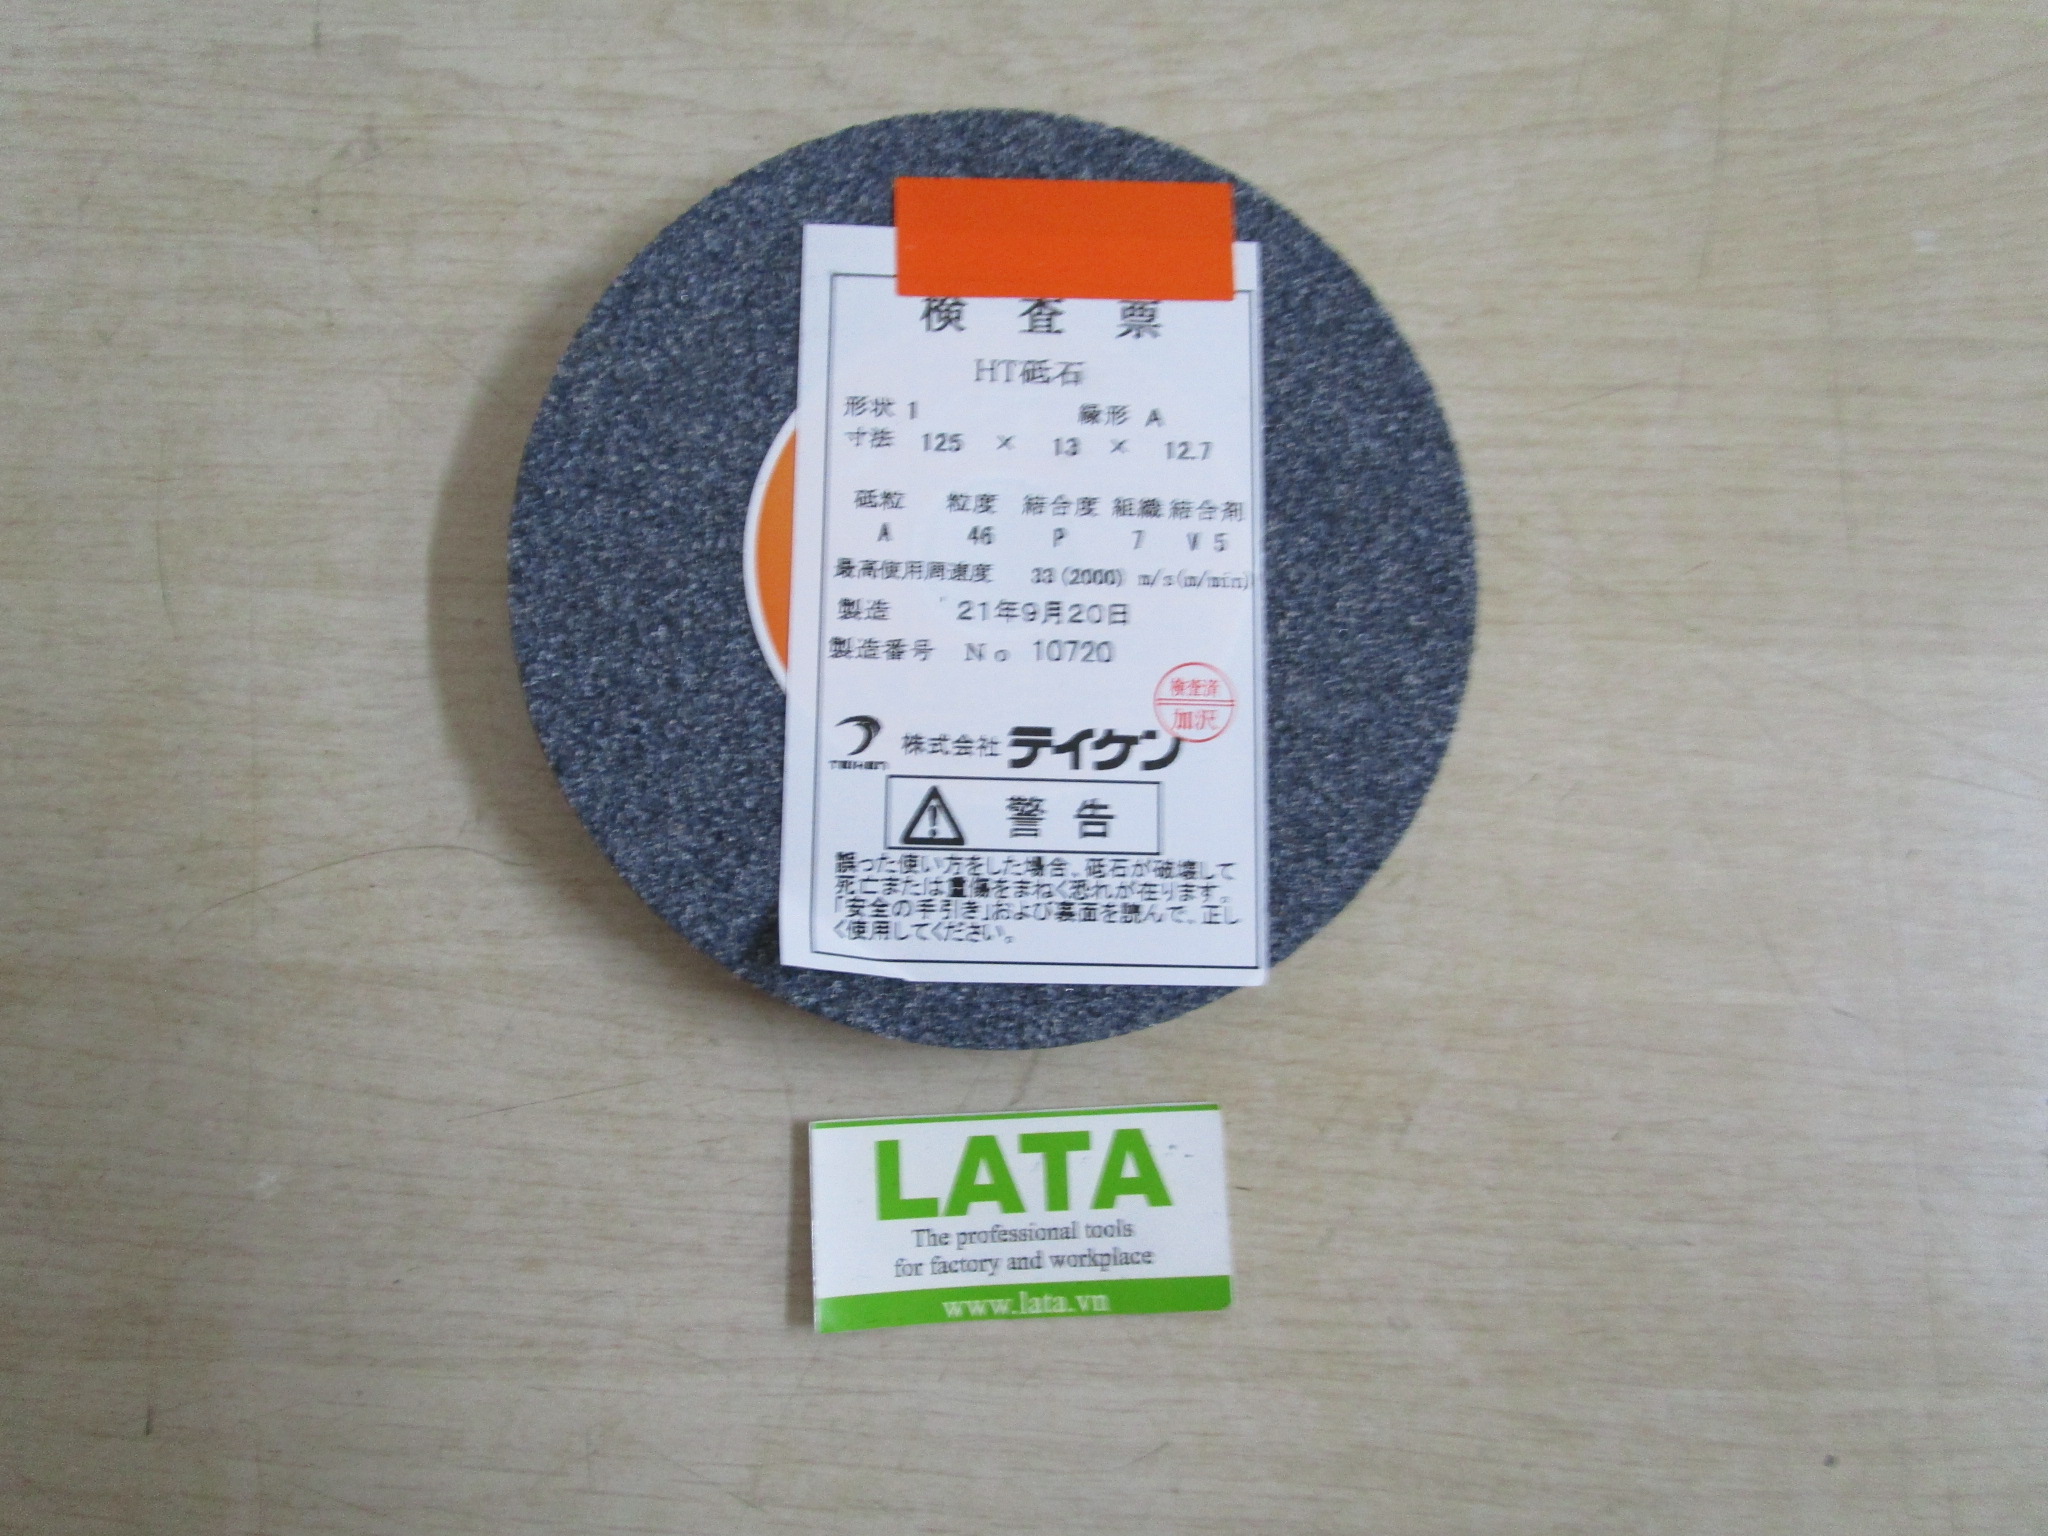 検査票
HT砥石
形状 1 縁形 A
寸法 125 × 13 × 12.7
砥粒 粒度 結合度 組織 結合剤
A 46 P 7 V 5
最高使用周速度 33 (2000) m/s(m/min)
製造 21年9月20日
製造番号 No 10720
検査済
加沢
TEIKEN 株式会社 テイケン
警告
誤った使い方をした場合、砥石が破壊して
死亡または重傷をまねく恐れが在ります。
「安全の手引き」および裏面を読んで、正し
く使用してください。
LATA
The professional tools
for factory and workplace
www.lata.vn